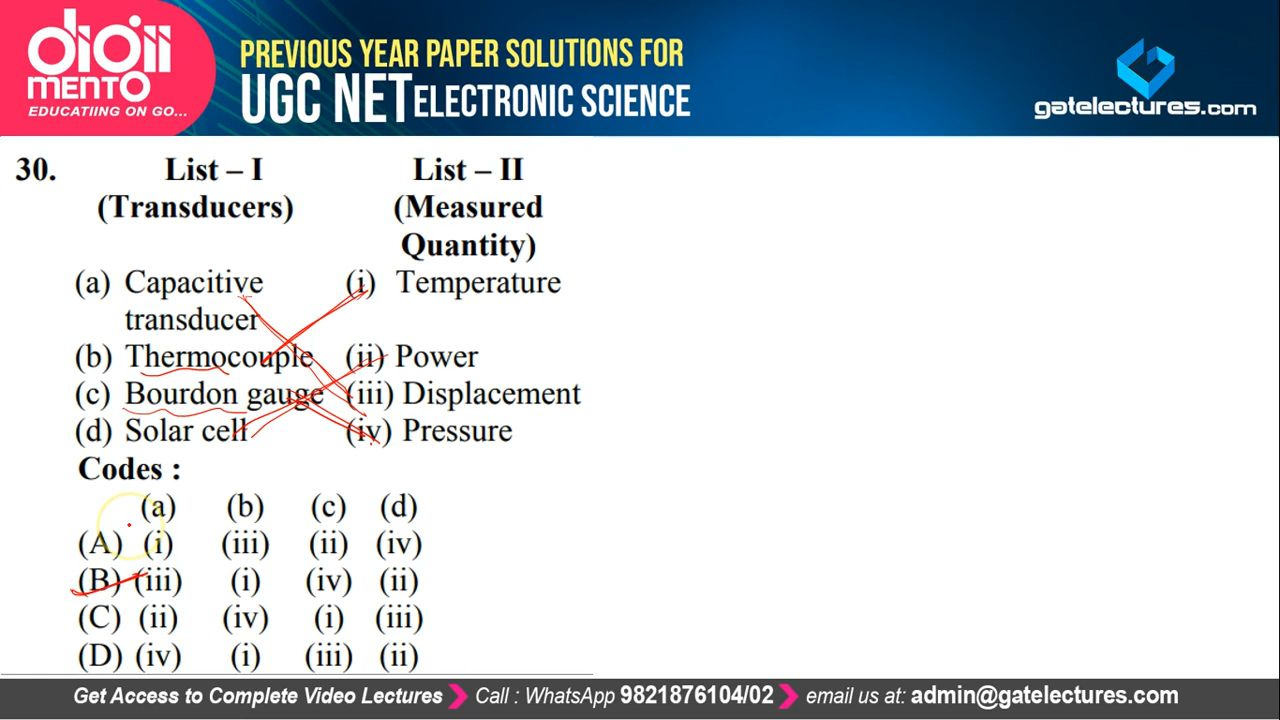 diGii
MENTO
EDUCATIING ON GO...
PREVIOUS YEAR PAPER SOLUTIONS FOR
UGC NET ELECTRONIC SCIENCE
gatelectures.com
30. List – I List – II
(Transducers) (Measured
Quantity)
(a) Capacitive (i) Temperature
transducer
(b) Thermocouple (ii) Power
(c) Bourdon gauge (iii) Displacement
(d) Solar cell (iv) Pressure
Codes :
(a) (b) (c) (d)
(A) (i) (iii) (ii) (iv)
(B) (iii) (i) (iv) (ii)
(C) (ii) (iv) (i) (iii)
(D) (iv) (i) (iii) (ii)
Get Access to Complete Video Lectures Call : WhatsApp 9821876104/02 email us at: admin@gatelectures.com